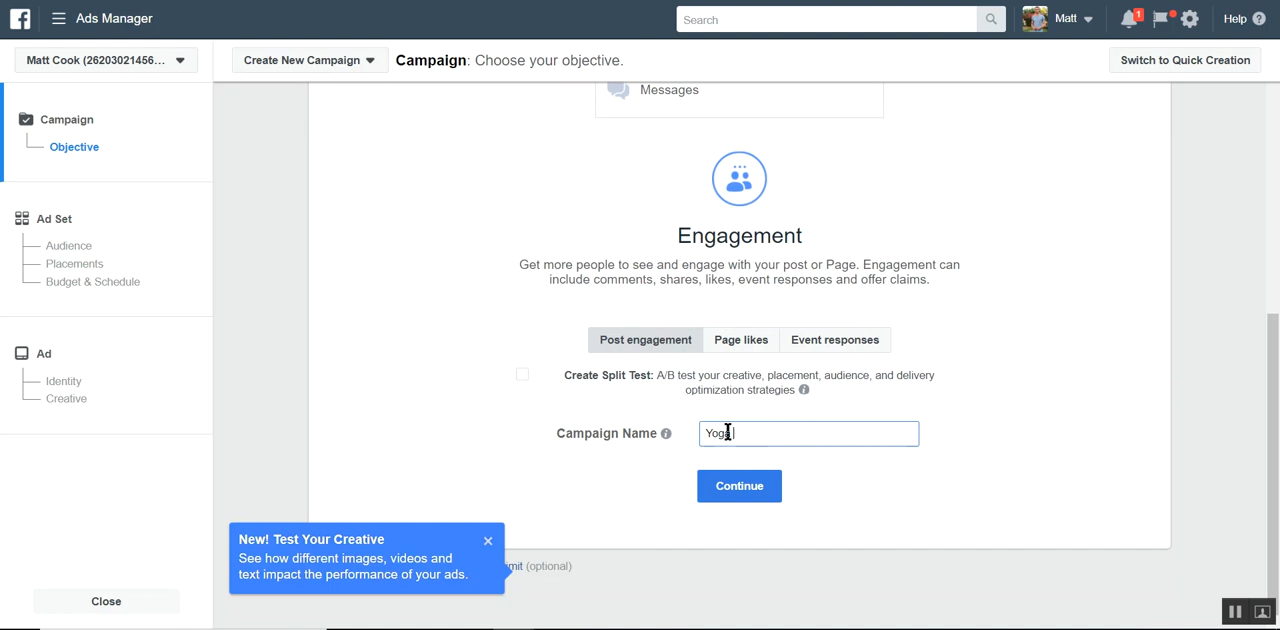 Ads Manager
Search
Matt
1
Help
Matt Cook (26203021456...
Create New Campaign
Campaign: Choose your objective.
Switch to Quick Creation
Campaign
Objective
Ad Set
Audience
Placements
Budget & Schedule
Ad
Identity
Creative
Close
Messages
Engagement
Get more people to see and engage with your post or Page. Engagement can
include comments, shares, likes, event responses and offer claims.
Post engagement
Page likes
Event responses
Create Split Test: A/B test your creative, placement, audience, and delivery
optimization strategies
Campaign Name
Yoga
Continue
New! Test Your Creative
See how different images, videos and
text impact the performance of your ads.
(optional)